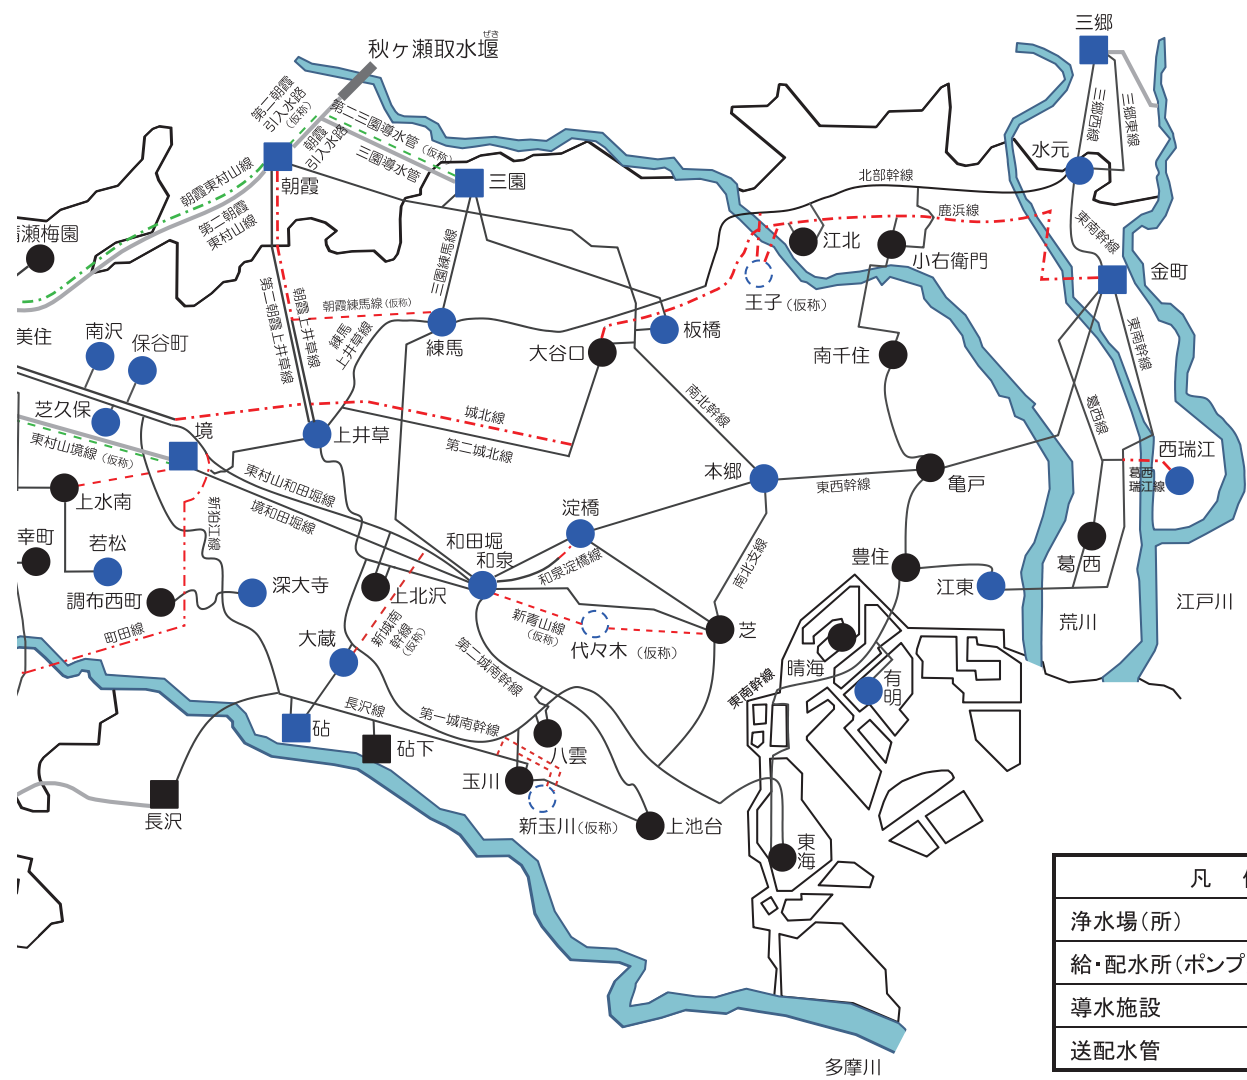 三郷
ぜき
秋ヶ瀬取水堰
第二朝霞
引入水路
(仮称)
朝霞
引入水路
第二三園導水管(仮称)
三園導水管
三郷西線
三郷東線
水元
朝霞
三園
北部幹線
朝霞東村山線
第二朝霞
東村山線
鹿浜線
東南幹線
清瀬梅園
江北
小右衛門
金町
三園練馬線
王子(仮称)
朝霞練馬線(仮称)
第二朝霞上井草線
朝霞上井草線
練馬
上井草線
練馬
大谷口
板橋
南千住
東南幹線
美住
南沢
保谷町
芝久保
境
上井草
城北線
第二城北線
南北幹線
葛西線
東村山境線(仮称)
本郷
東西幹線
亀戸
西瑞江
葛西
瑞江線
上水南
東村山和田堀線
境和田堀線
新狛江線
淀橋
和田堀
和泉
和泉淀橋線
幸町
若松
豊住
葛西
南北支線
調布西町
深大寺
上北沢
江東
荒川
江戸川
新青山線
(仮称)
町田線
大蔵
新城南
幹線
(仮称)
代々木(仮称)
芝
晴海
第二城南幹線
東南幹線
有明
長沢線
第一城南幹線
砧
砧下
八雲
玉川
長沢
新玉川(仮称)
上池台
東海
凡
浄水場(所)
給・配水所(ポンプ
導水施設
送配水管
多摩川